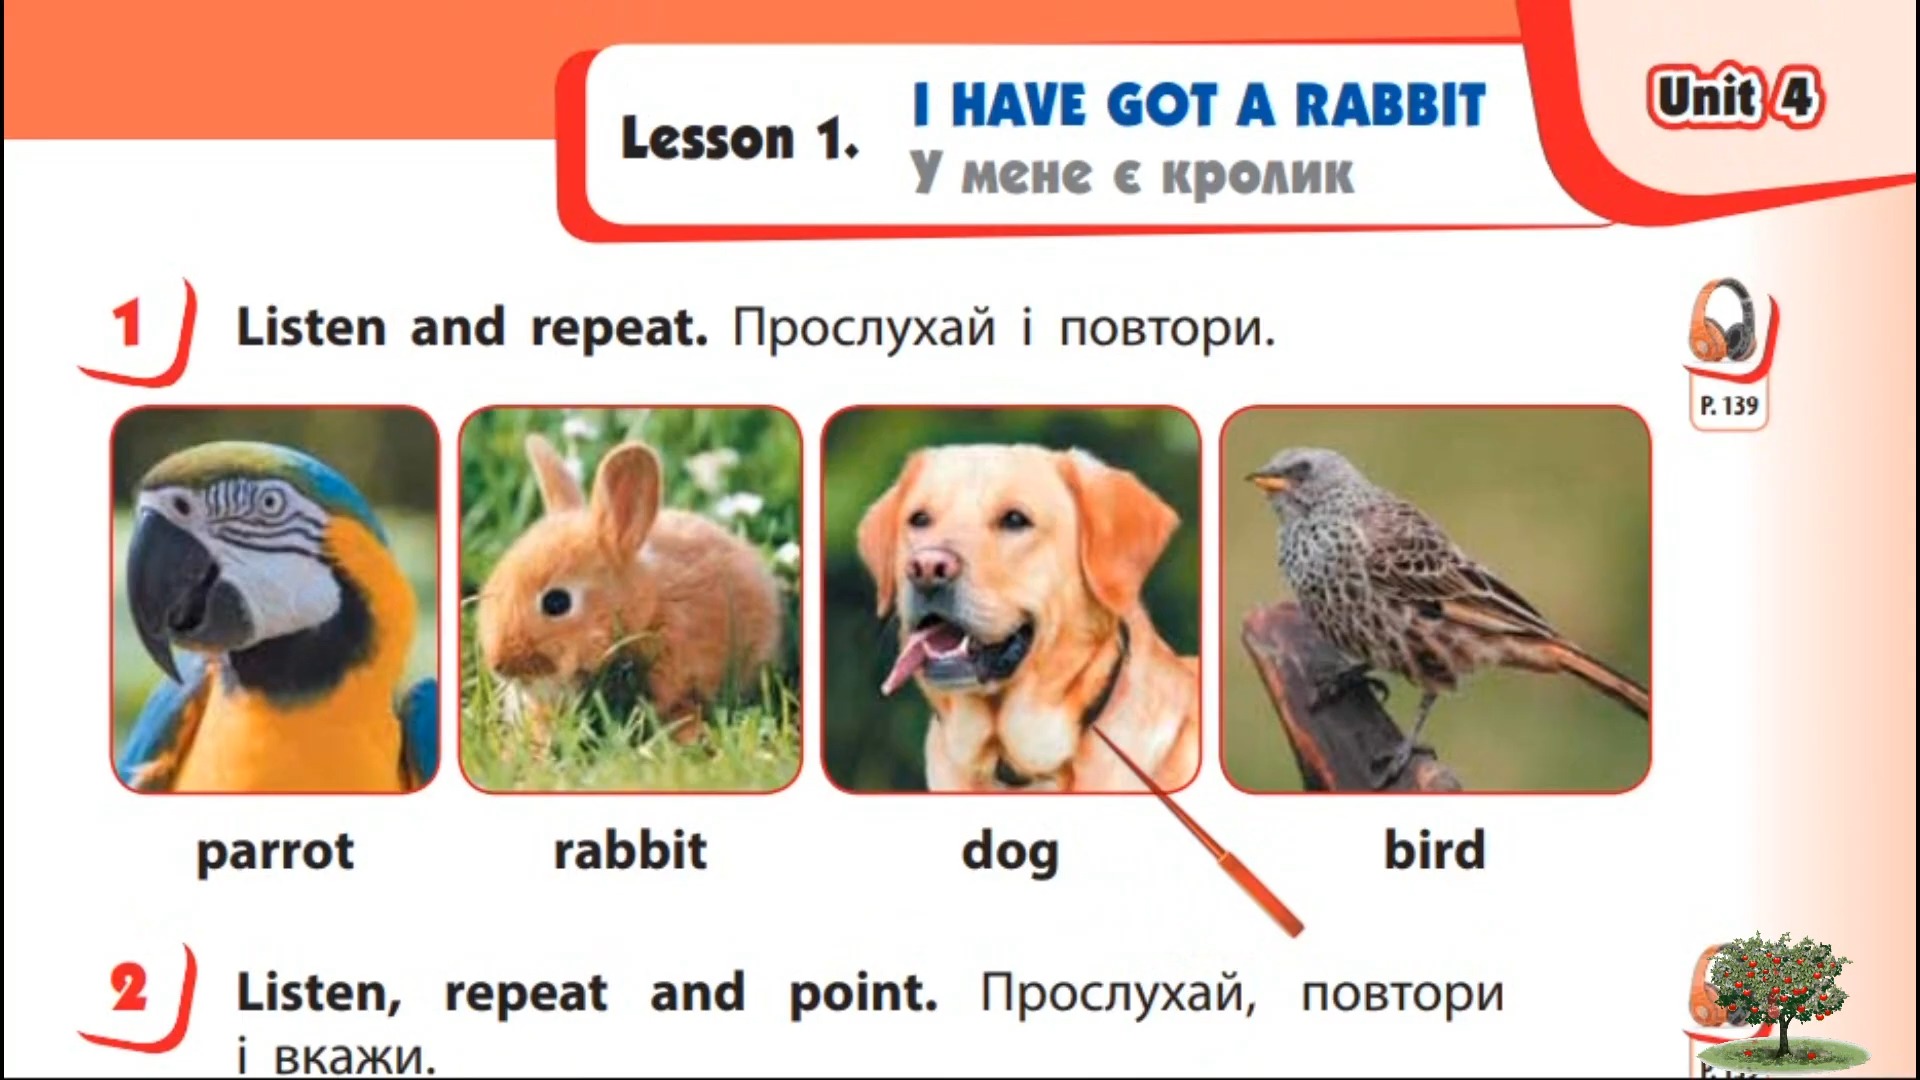 Unit 4
Lesson 1.
I HAVE GOT A RABBIT
У мене є кролик
1
Listen and repeat. Прослухай і повтори.
P. 139
parrot
rabbit
dog
bird
2
Listen, repeat and point. Прослухай, повтори
і вкажи.